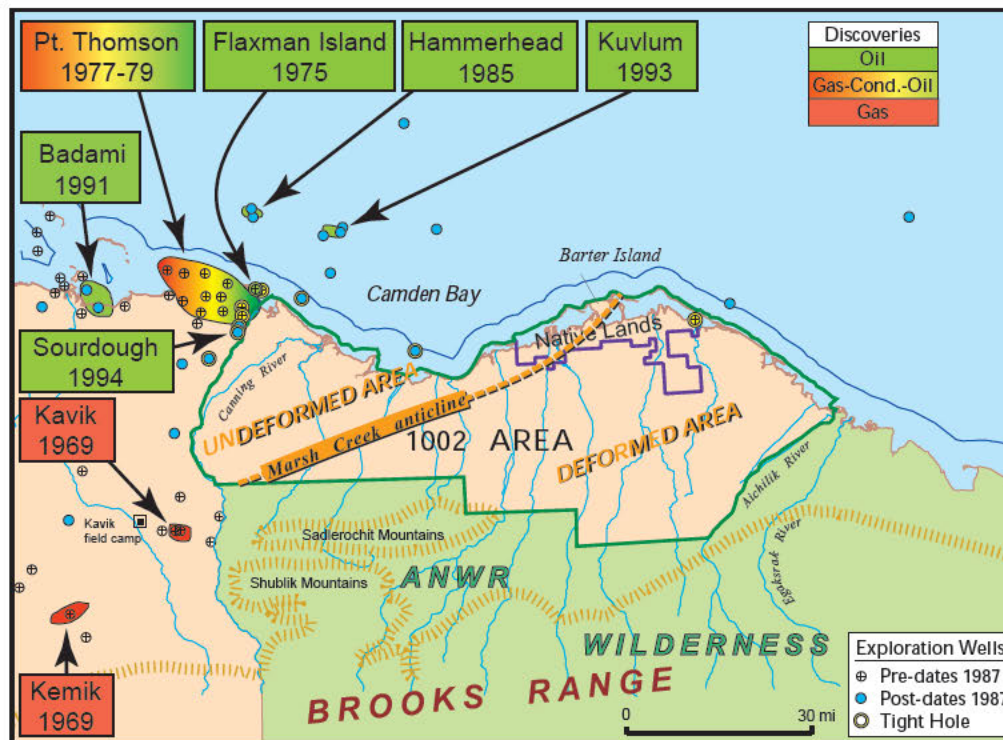 Pt. Thomson
1977-79
Flaxman Island
1975
Hammerhead
1985
Kuvlum
1993
Discoveries
Oil
Gas-Cond.-Oil
Gas
Badami
1991
Barter Island
Camden Bay
Native Lands
Sourdough
1994
Canning River
UNDEFORMED AREA
Marsh Creek anticline
1002 AREA
DEFORMED AREA
Kavik
1969
Aichilik River
Kavik
field camp
Sadlerochit Mountains
Shublik Mountains
ANWR
Egaksrak River
WILDERNESS
Kemik
1969
BROOKS RANGE
0 30 mi
Exploration Wells
Pre-dates 1987
Post-dates 1987
Tight Hole